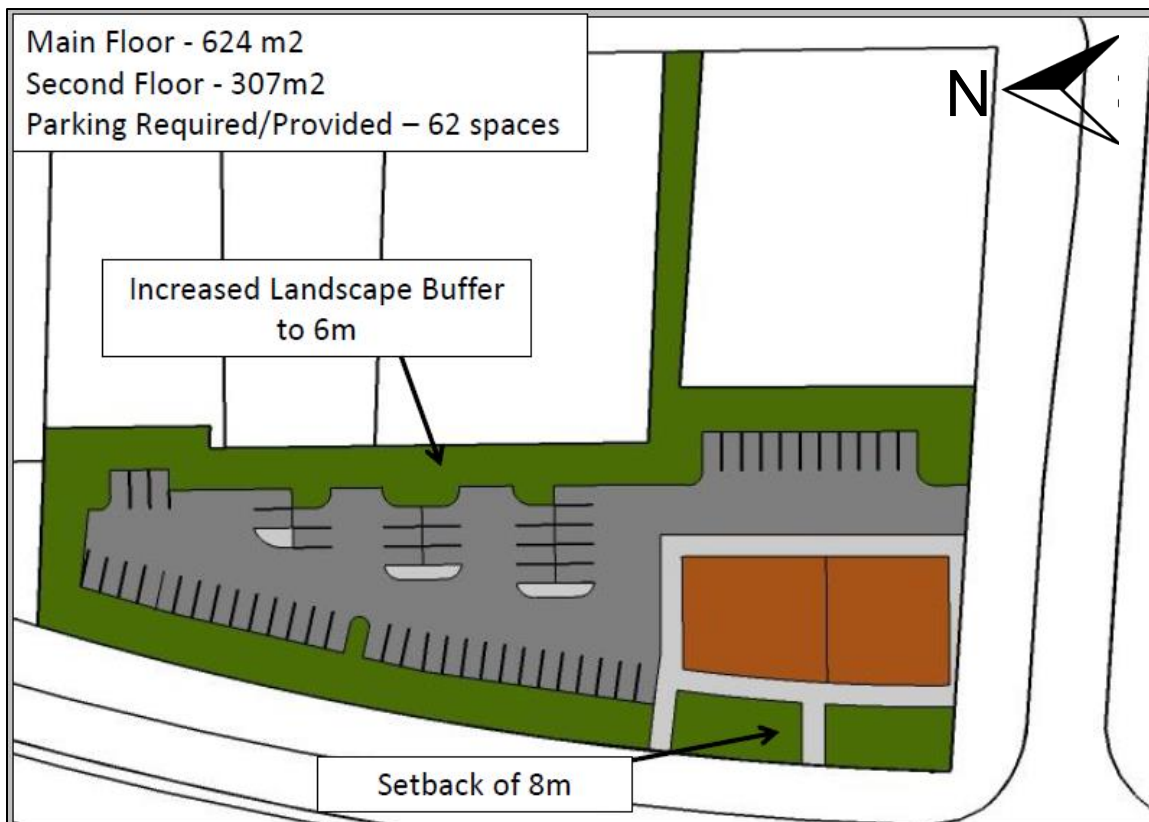 Main Floor - 624 m2
Second Floor - 307m2
Parking Required/Provided – 62 spaces
N
Increased Landscape Buffer
to 6m
Setback of 8m